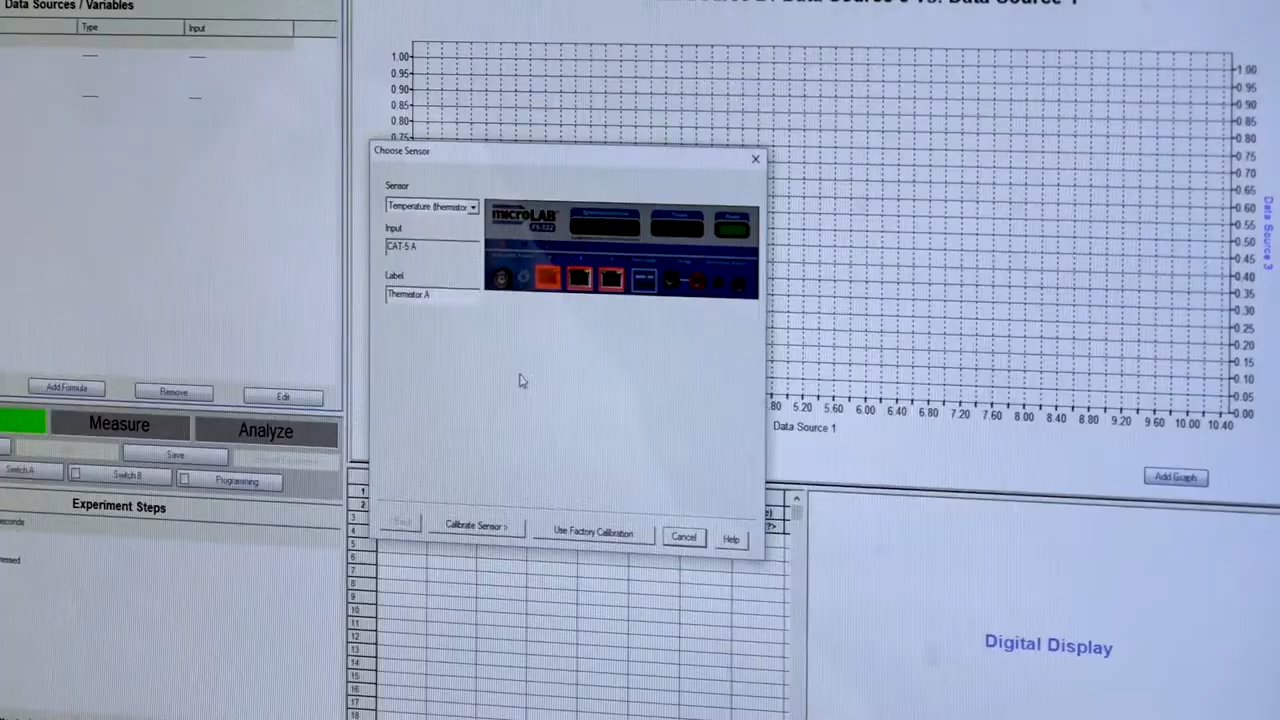 Data Sources / Variables
Type
Input
Choose Sensor
Sensor
Temperature (thermistor
Input
CAT-5 A
Label
Thermistor A
microLAB
FS-522
Calibrate Sensor >
Use Factory Calibration
Cancel
Help
1.00
0.95
0.90
0.85
0.80
0.75
1.00
0.95
0.90
0.85
0.80
0.75
0.70
0.65
0.60
0.55
0.50
0.45
0.40
0.35
0.30
0.25
0.20
0.15
0.10
0.05
0.00
Data Source 3
.80 5.20 5.60 6.00 6.40 6.80 7.20 7.60 8.00 8.40 8.80 9.20 9.60 10.00 10.40
Data Source 1
Add Graph
Add Formula
Remove
Edit
Measure
Analyze
Save
Switch A
Switch B
Programming
Experiment Steps
econds
essed
1
2
3
4
5
6
7
8
9
10
11
12
13
14
15
16
17
18
Digital Display